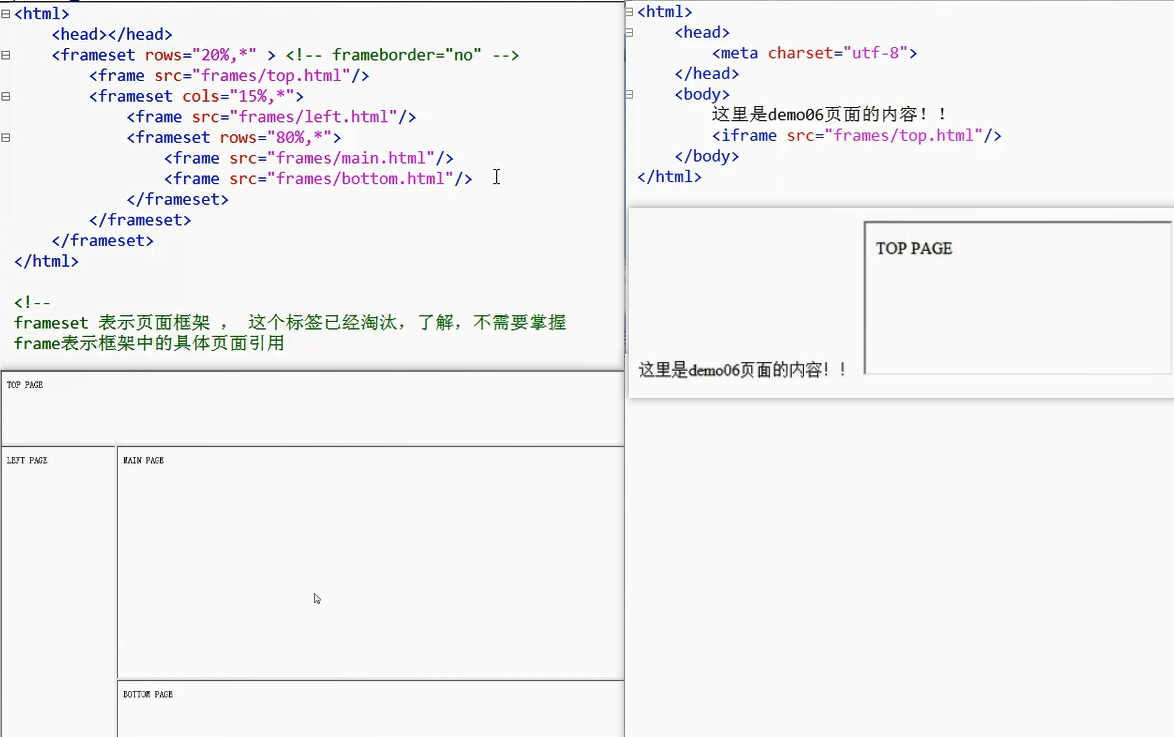 <html>
<head></head>
<frameset rows="20%,*" > <!-- frameborder="no" -->
<frame src="frames/top.html"/>
<frameset cols="15%,*">
<frame src="frames/left.html"/>
<frameset rows="80%,*">
<frame src="frames/main.html"/>
<frame src="frames/bottom.html"/>
</frameset>
</frameset>
</frameset>
</html>
<!--
frameset 表示页面框架 ， 这个标签已经淘汰，了解，不需要掌握
frame表示框架中的具体页面引用
TOP PAGE
LEFT PAGE
MAIN PAGE
BOTTOM PAGE
<html>
<head>
<meta charset="utf-8">
</head>
<body>
这里是demo06页面的内容！！
<iframe src="frames/top.html"/>
</body>
</html>
TOP PAGE
这里是demo06页面的内容！！